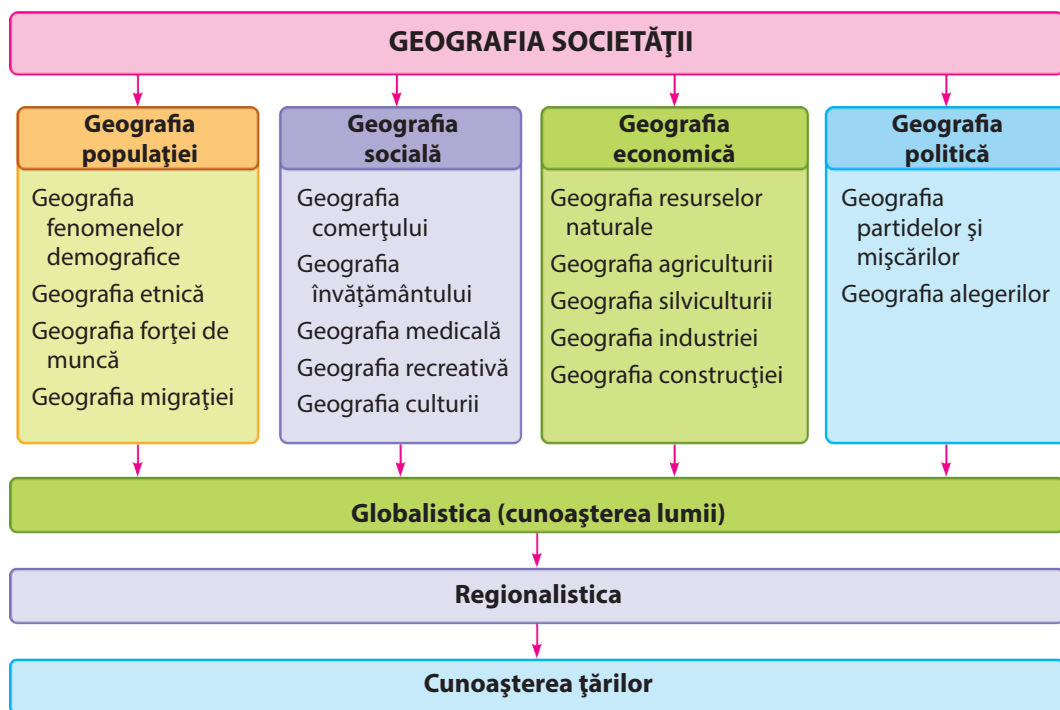 GEOGRAFIA SOCIETĂŢII
Geografia
populaţiei
Geografia
fenomenelor
demografice
Geografia etnică
Geografia forţei de
muncă
Geografia migraţiei
Geografia
socială
Geografia
comerţului
Geografia
învăţământului
Geografia medicală
Geografia recreativă
Geografia culturii
Geografia
economică
Geografia resurselor
naturale
Geografia agriculturii
Geografia silviculturii
Geografia industriei
Geografia construcţiei
Geografia
politică
Geografia
partidelor şi
mişcărilor
Geografia alegerilor
Globalistica (cunoaşterea lumii)
Regionalistica
Cunoaşterea ţărilor